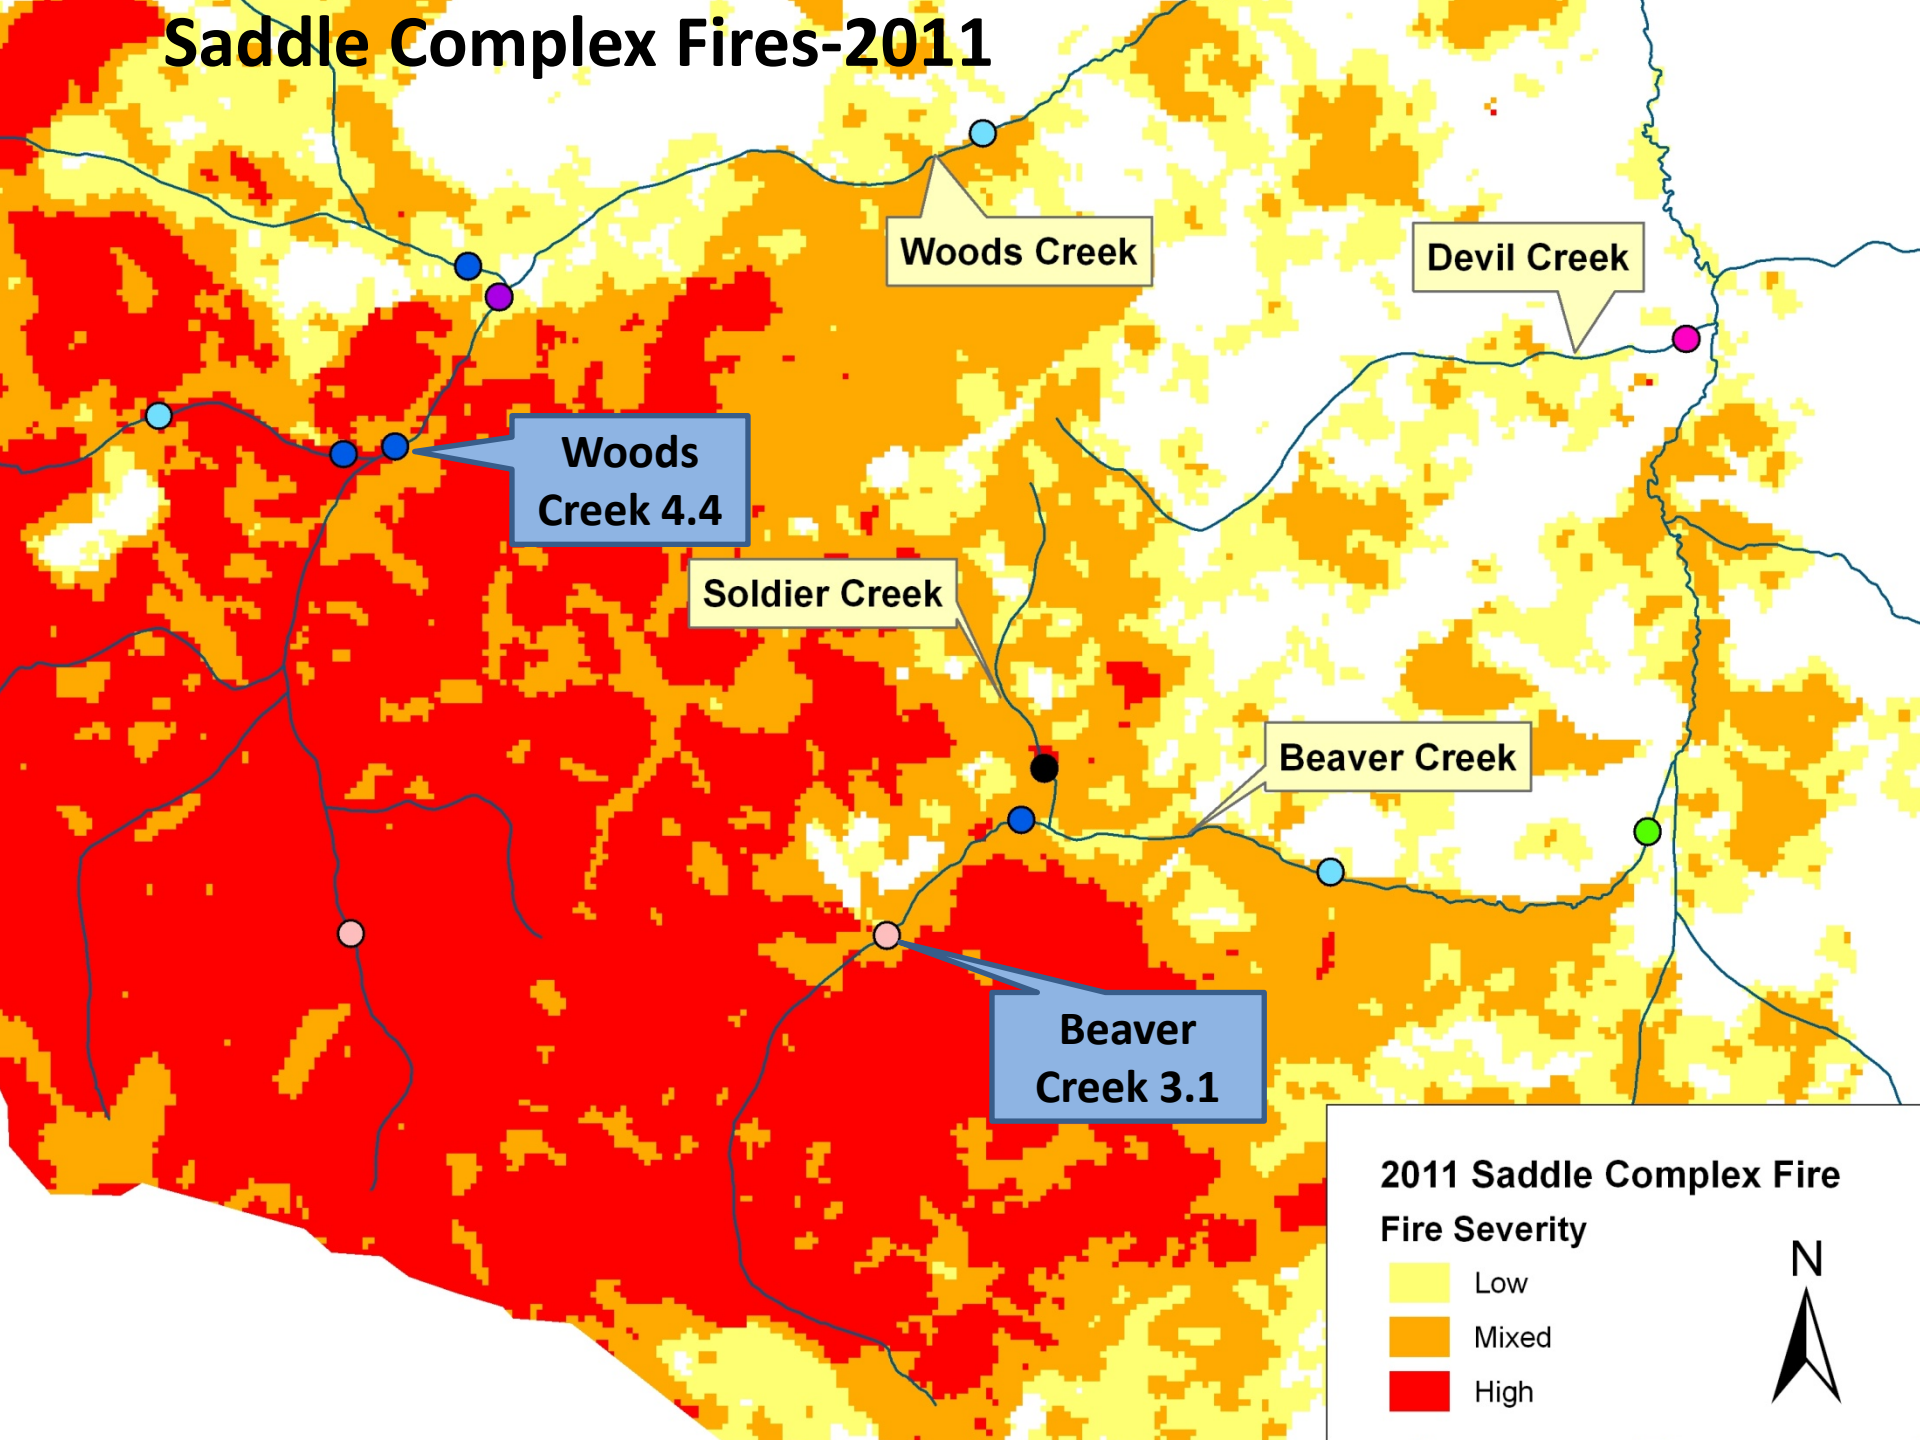 Saddle Complex Fires-2011
Woods Creek
Devil Creek
Woods
Creek 4.4
Soldier Creek
Beaver Creek
Beaver
Creek 3.1
2011 Saddle Complex Fire
Fire Severity
N
Low
Mixed
High